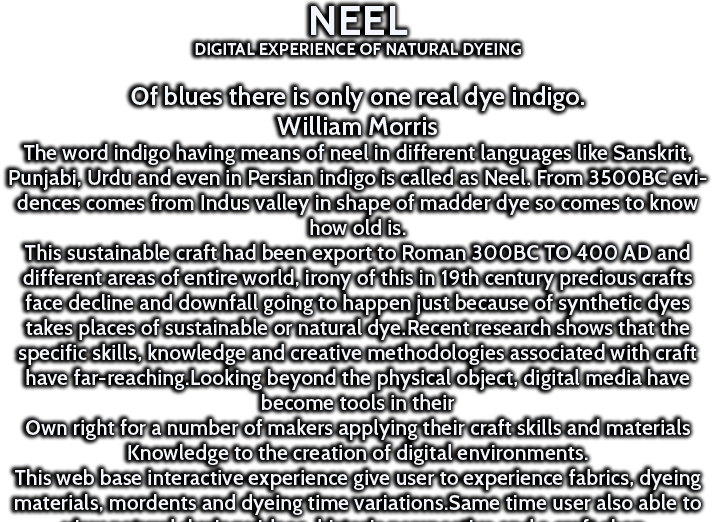 NEEL
DIGITAL EXPERIENCE OF NATURAL DYEING
Of blues there is only one real dye indigo.
William Morris
The word indigo having means of neel in different languages like Sanskrit,
Punjabi, Urdu and even in Persian indigo is called as Neel. From 3500BC evi-
dences comes from Indus valley in shape of madder dye so comes to know
how old is.
This sustainable craft had been export to Roman 300BC TO 400 AD and
different areas of entire world, irony of this in 19th century precious crafts
face decline and downfall going to happen just because of synthetic dyes
takes places of sustainable or natural dye.Recent research shows that the
specific skills, knowledge and creative methodologies associated with craft
have far-reaching.Looking beyond the physical object, digital media have
become tools in their
Own right for a number of makers applying their craft skills and materials
Knowledge to the creation of digital environments.
This web base interactive experience give user to experience fabrics, dyeing
materials, mordents and dyeing time variations.Same time user also able to